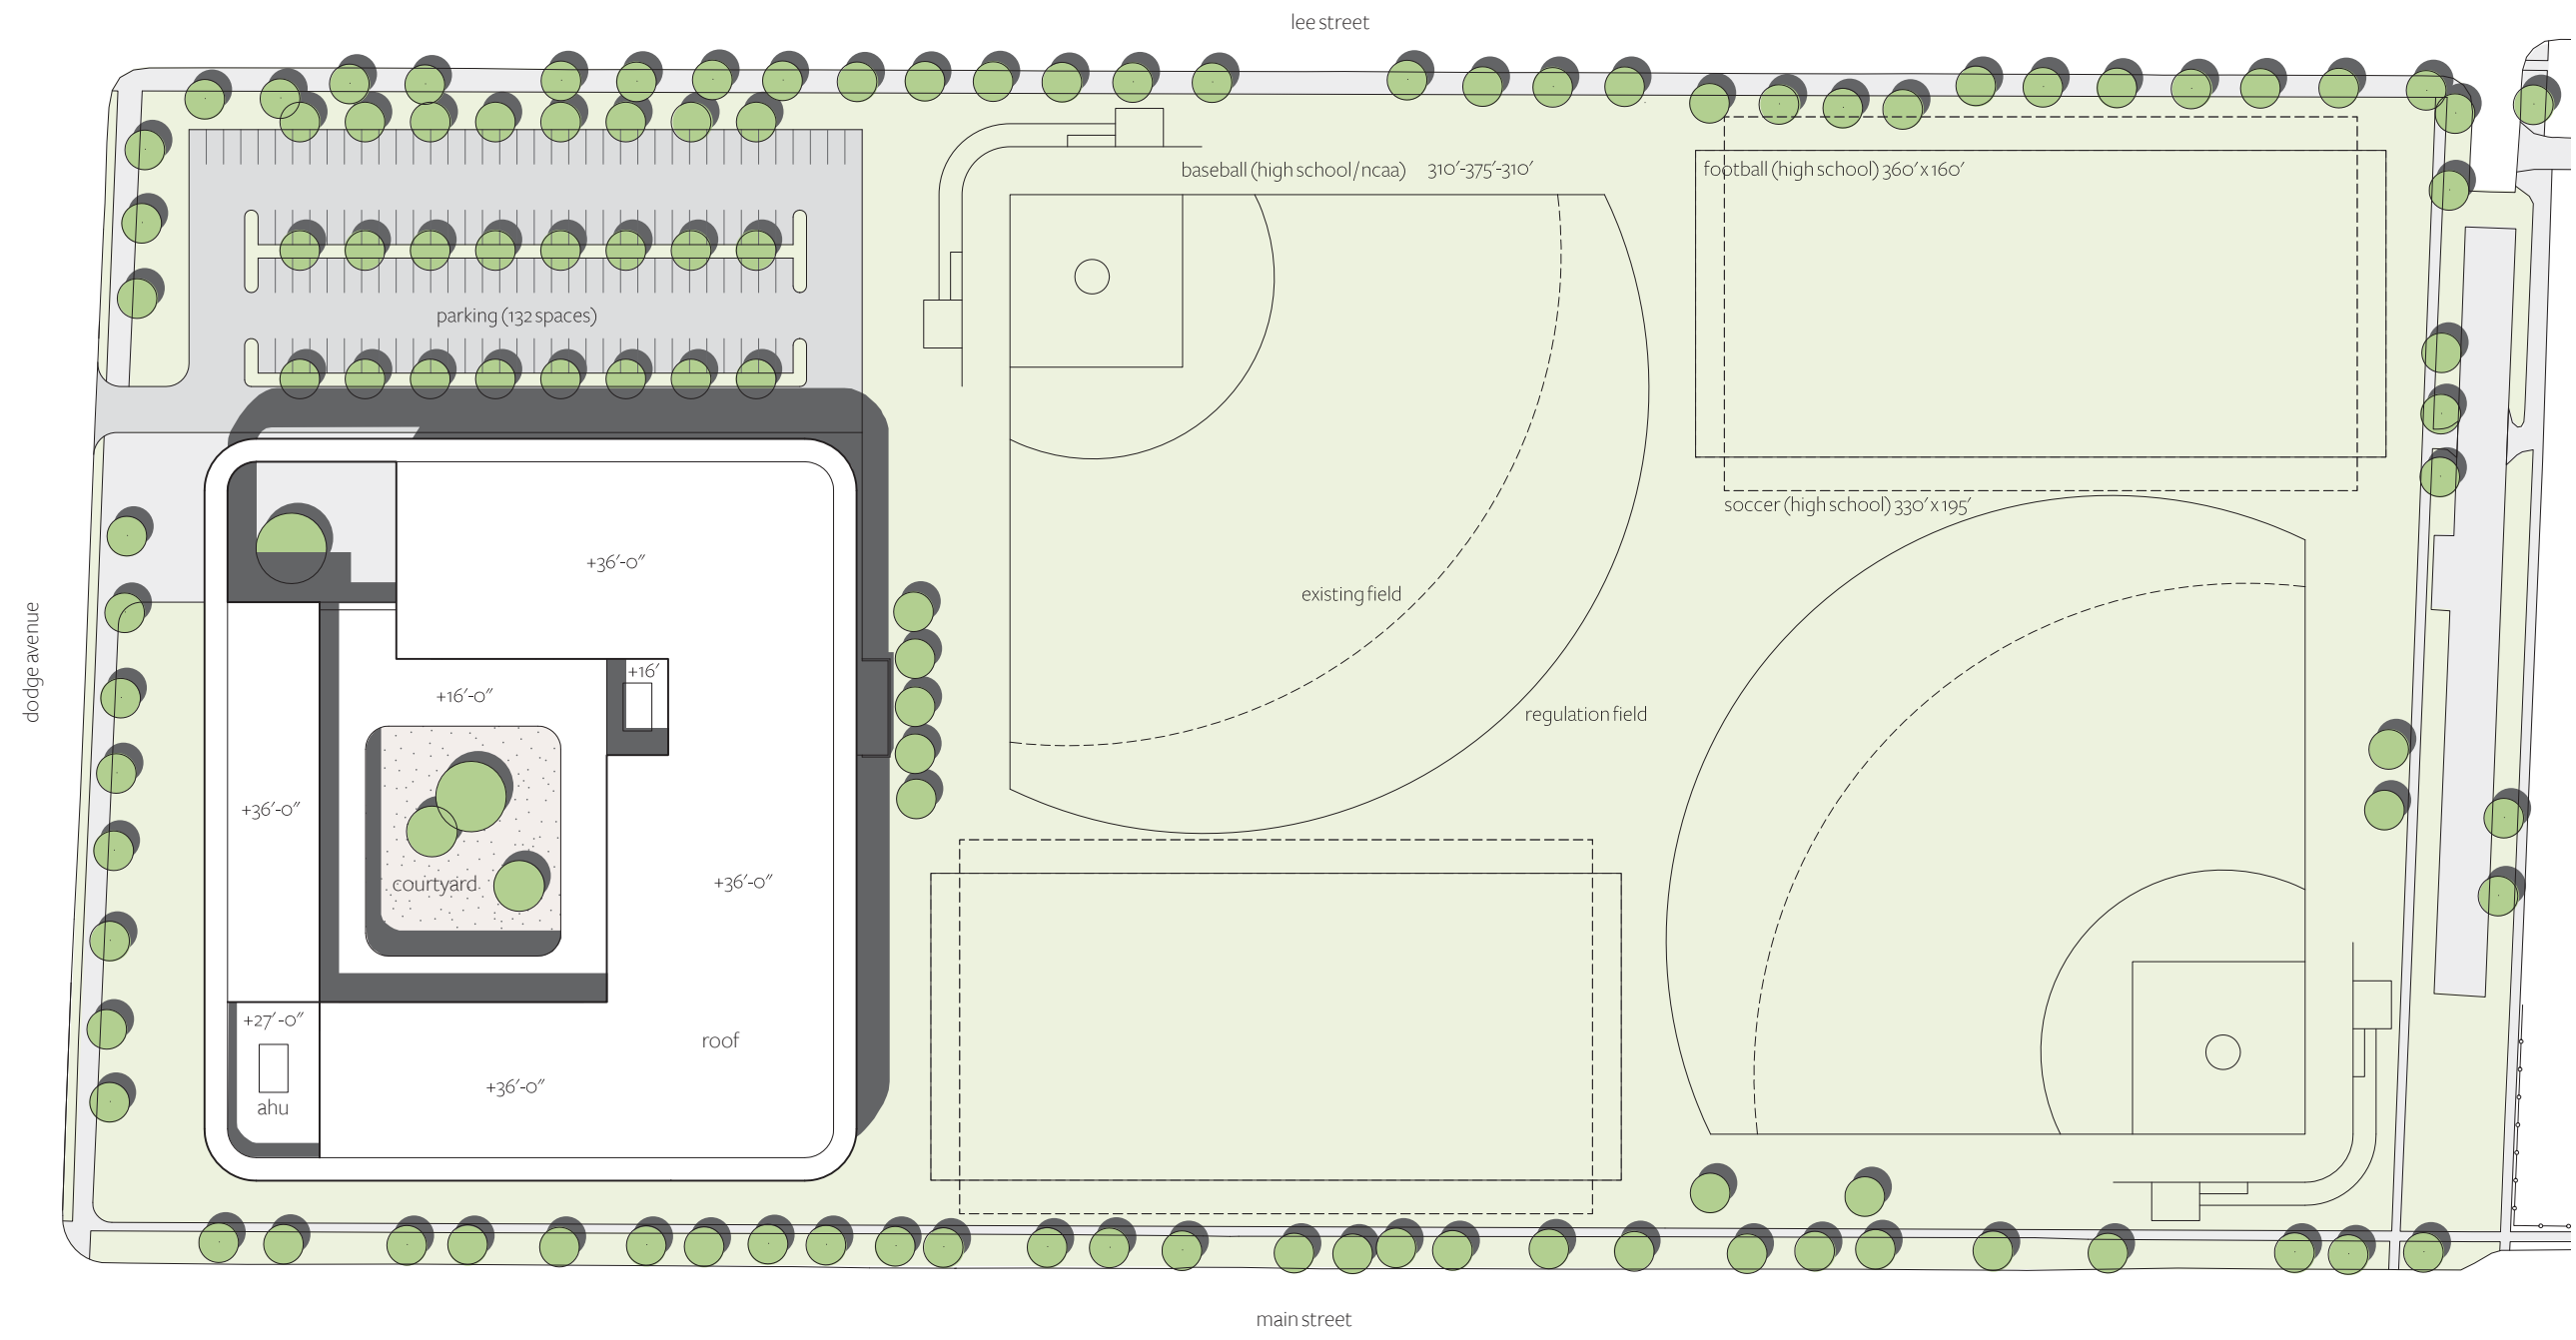 lee street
baseball (high school/ncaa) 310'-375'-310'
football (high school) 360' x 160'
parking (132 spaces)
soccer (high school) 330' x 195'
+36'-0"
existing field
dodge avenue
+16'
+16'-0"
regulation field
+36'-0"
courtyard
+36'-0"
+27'-0"
roof
+36'-0"
ahu
main street